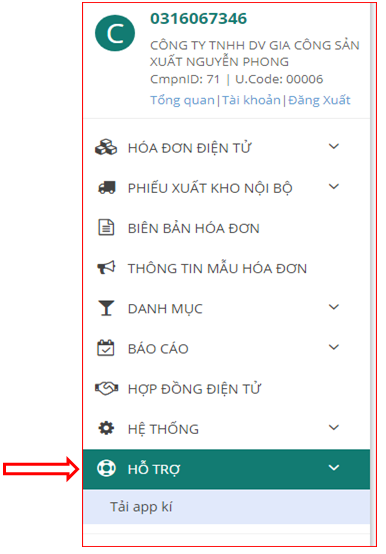 C
0316067346
CÔNG TY TNHH DV GIA CÔNG SẢN
XUẤT NGUYỄN PHONG
CmpnID: 71 | U.Code: 00006
Tổng quan|Tài khoản|Đăng Xuất
HÓA ĐƠN ĐIỆN TỬ
PHIẾU XUẤT KHO NỘI BỘ
BIÊN BẢN HÓA ĐƠN
THÔNG TIN MẪU HÓA ĐƠN
DANH MỤC
BÁO CÁO
HỢP ĐỒNG ĐIỆN TỬ
HỆ THỐNG
HỖ TRỢ
Tải app kí